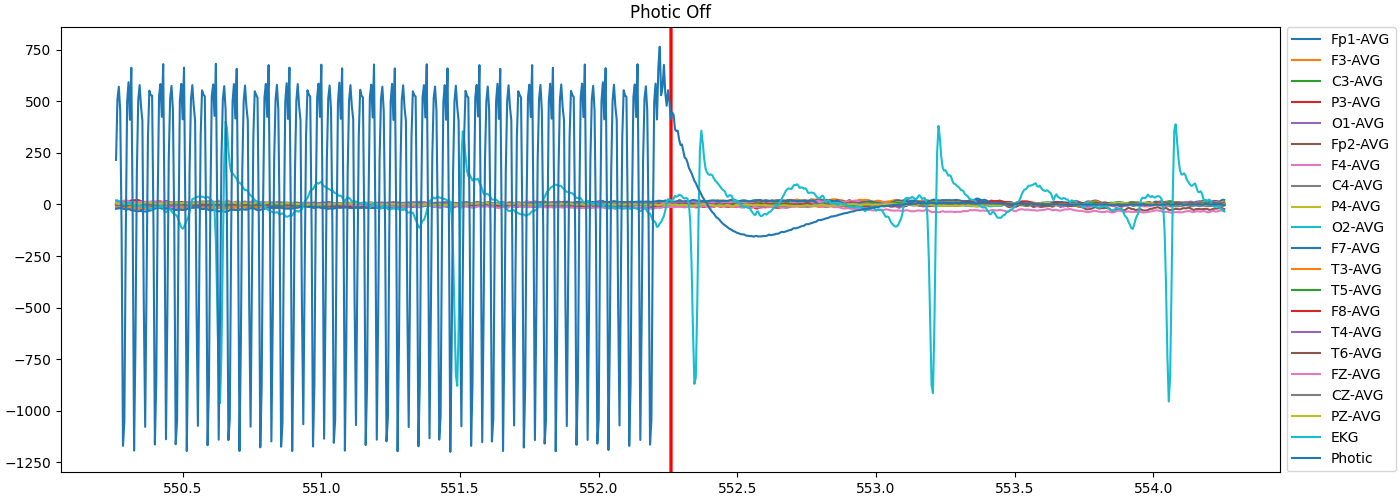 Photic Off
750
500
250
0
−250
−500
−750
−1000
−1250
550.5
551.0
551.5
552.0
552.5
553.0
553.5
554.0
Fp1-AVG
F3-AVG
C3-AVG
P3-AVG
O1-AVG
Fp2-AVG
F4-AVG
C4-AVG
P4-AVG
O2-AVG
F7-AVG
T3-AVG
T5-AVG
F8-AVG
T4-AVG
T6-AVG
FZ-AVG
CZ-AVG
PZ-AVG
EKG
Photic